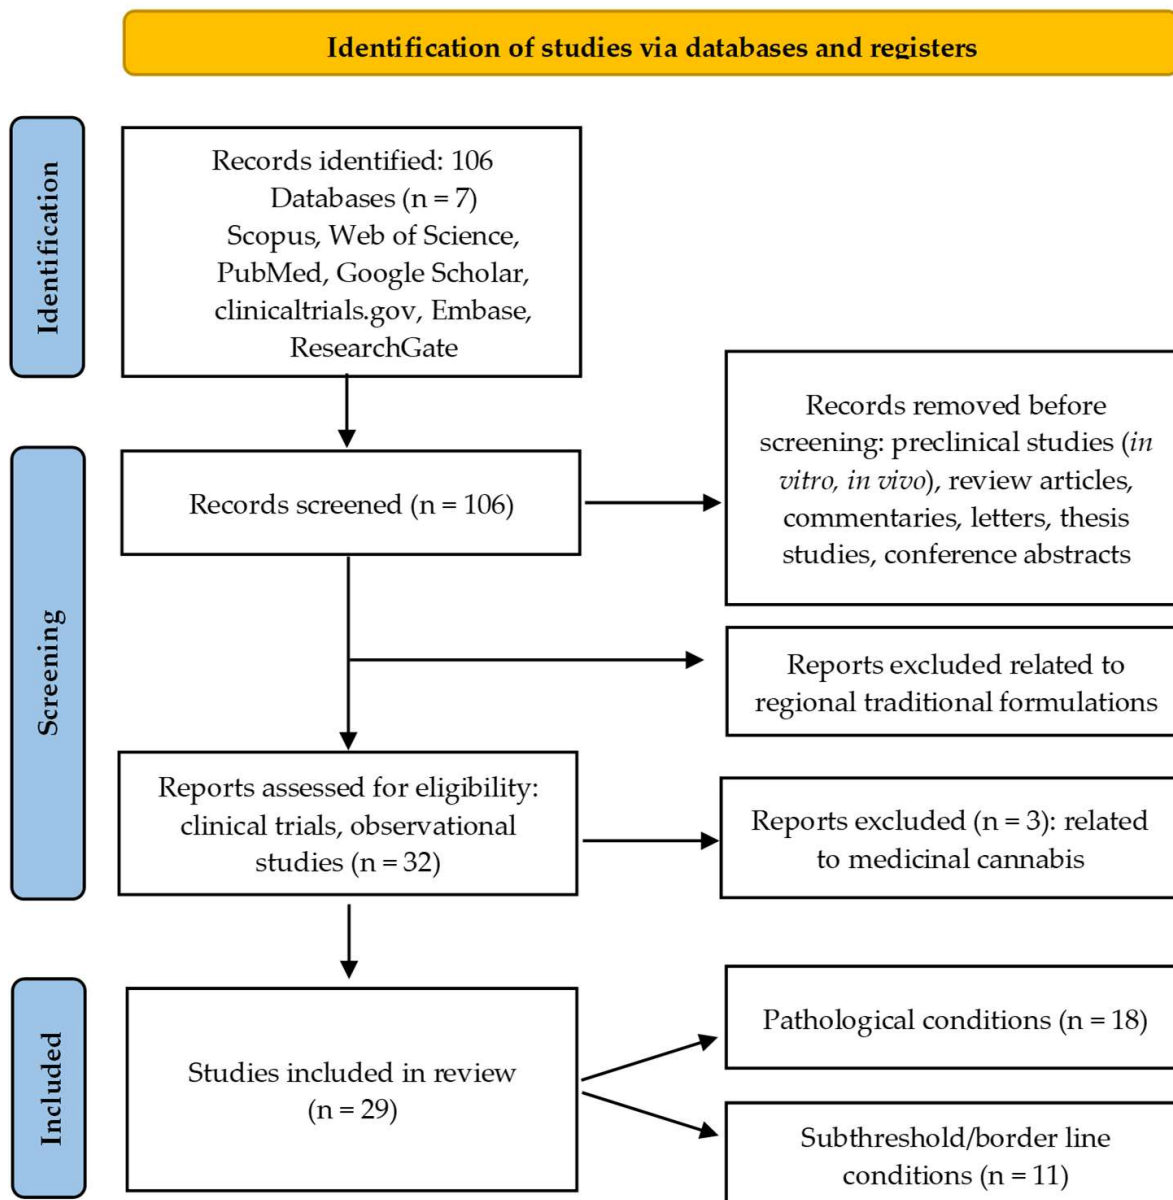 Identification of studies via databases and registers
Identification
Records identified: 106
Databases (n = 7)
Scopus, Web of Science,
PubMed, Google Scholar,
clinicaltrials.gov, Embase,
ResearchGate
Screening
Records screened (n = 106)
Records removed before
screening: preclinical studies (in
vitro, in vivo), review articles,
commentaries, letters, thesis
studies, conference abstracts
Reports excluded related to
regional traditional formulations
Reports assessed for eligibility:
clinical trials, observational
studies (n = 32)
Reports excluded (n = 3): related
to medicinal cannabis
Included
Studies included in review
(n = 29)
Pathological conditions (n = 18)
Subthreshold/border line
conditions (n = 11)